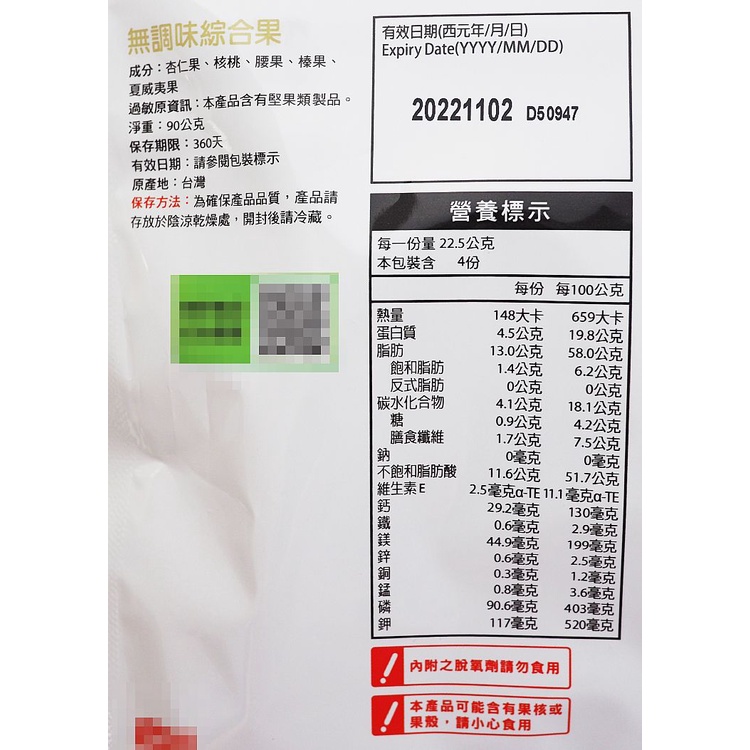 無調味綜合果
成分：杏仁果、核桃、腰果、榛果、
夏威夷果
過敏原資訊：本產品含有堅果類製品。
淨重：90公克
保存期限：360天
有效日期：請參閱包裝標示
原產地：台灣
保存方法：為確保產品品質，產品請
存放於陰涼乾燥處，開封後請冷藏。
有效日期(西元年/月/日)
Expiry Date(YYYY/MM/DD)
20221102 D50947
營養標示
每一份量 22.5公克
本包裝含 4份
每份 每100公克
熱量 148大卡 659大卡
蛋白質 4.5公克 19.8公克
脂肪 13.0公克 58.0公克
飽和脂肪 1.4公克 6.2公克
反式脂肪 0公克 0公克
碳水化合物 4.1公克 18.1公克
糖 0.9公克 4.2公克
膳食纖維 1.7公克 7.5公克
鈉 0毫克 0毫克
不飽和脂肪酸 11.6公克 51.7公克
維生素E 2.5毫克α-TE 11.1毫克α-TE
鈣 29.2毫克 130毫克
鐵 0.6毫克 2.9毫克
鎂 44.9毫克 199毫克
鋅 0.6毫克 2.5毫克
銅 0.3毫克 1.2毫克
錳 0.8毫克 3.6毫克
磷 90.6毫克 403毫克
鉀 117毫克 520毫克
內附之脫氧劑請勿食用
本產品可能含有果核或
果殼，請小心食用